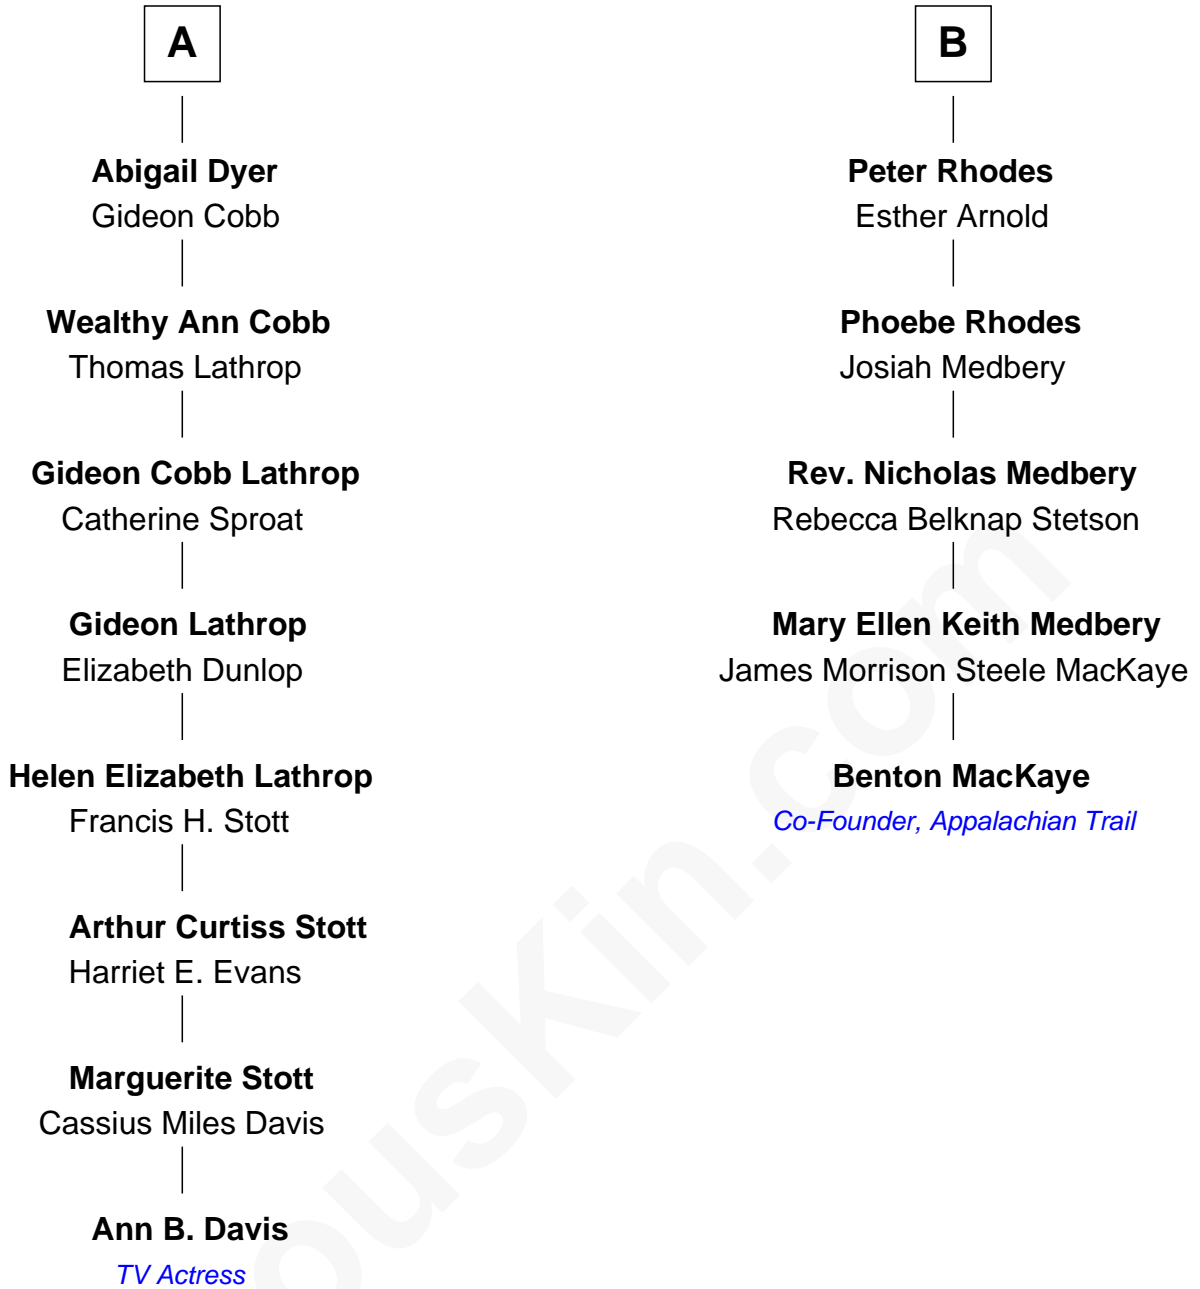 A
Abigail Dyer
Gideon Cobb
Wealthy Ann Cobb
Thomas Lathrop
Gideon Cobb Lathrop
Catherine Sproat
Gideon Lathrop
Elizabeth Dunlop
Helen Elizabeth Lathrop
Francis H. Stott
Arthur Curtiss Stott
Harriet E. Evans
Marguerite Stott
Cassius Miles Davis
Ann B. Davis
TV Actress
B
Peter Rhodes
Esther Arnold
Phoebe Rhodes
Josiah Medbery
Rev. Nicholas Medbery
Rebecca Belknap Stetson
Mary Ellen Keith Medbery
James Morrison Steele MacKaye
Benton MacKaye
Co-Founder, Appalachian Trail
ousKin.com